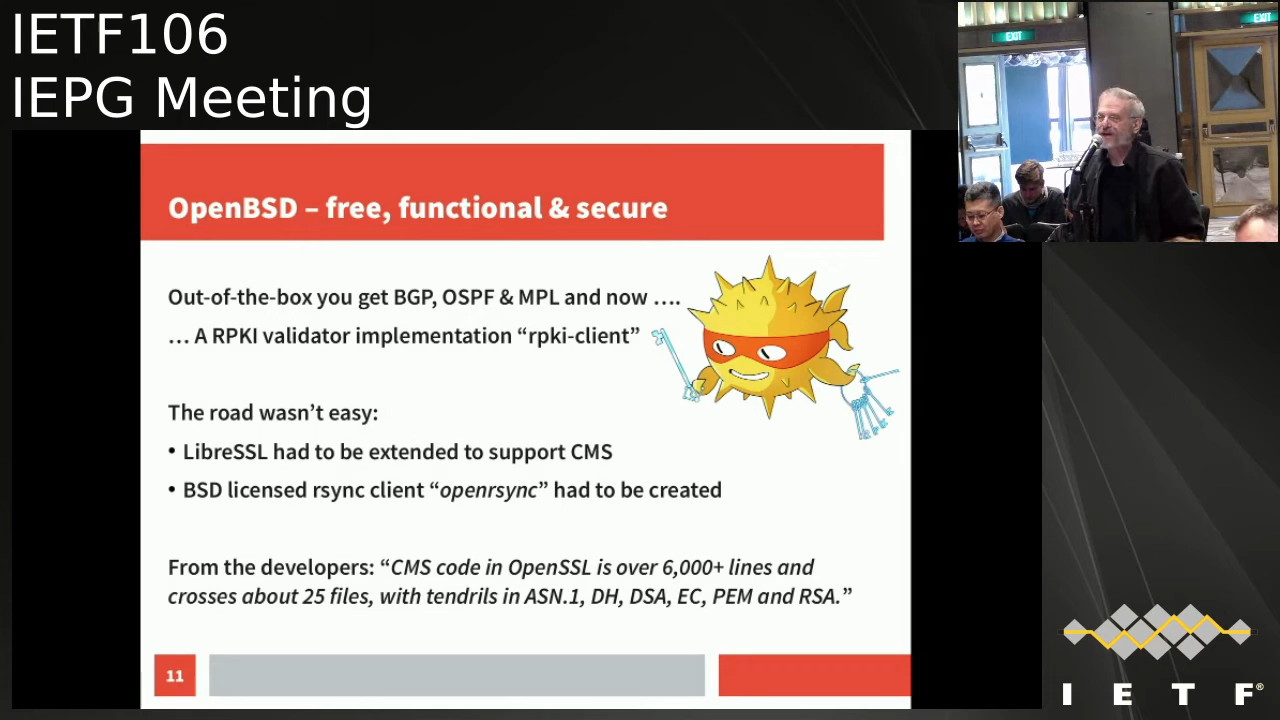 IETF106
IEPG Meeting
EXIT
EXIT
OpenBSD – free, functional & secure
Out-of-the-box you get BGP, OSPF & MPL and now ....
... A RPKI validator implementation “rpki-client”
The road wasn’t easy:
• LibreSSL had to be extended to support CMS
• BSD licensed rsync client “openrsync” had to be created
From the developers: “CMS code in OpenSSL is over 6,000+ lines and
crosses about 25 files, with tendrils in ASN.1, DH, DSA, EC, PEM and RSA.”
11
I E T F®